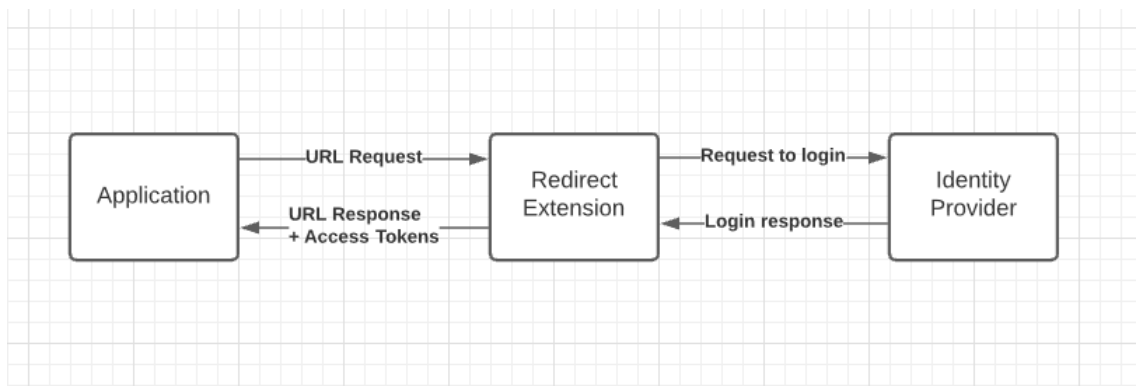 Application
URL Request
URL Response
+ Access Tokens
Redirect
Extension
Request to login
Login response
Identity
Provider